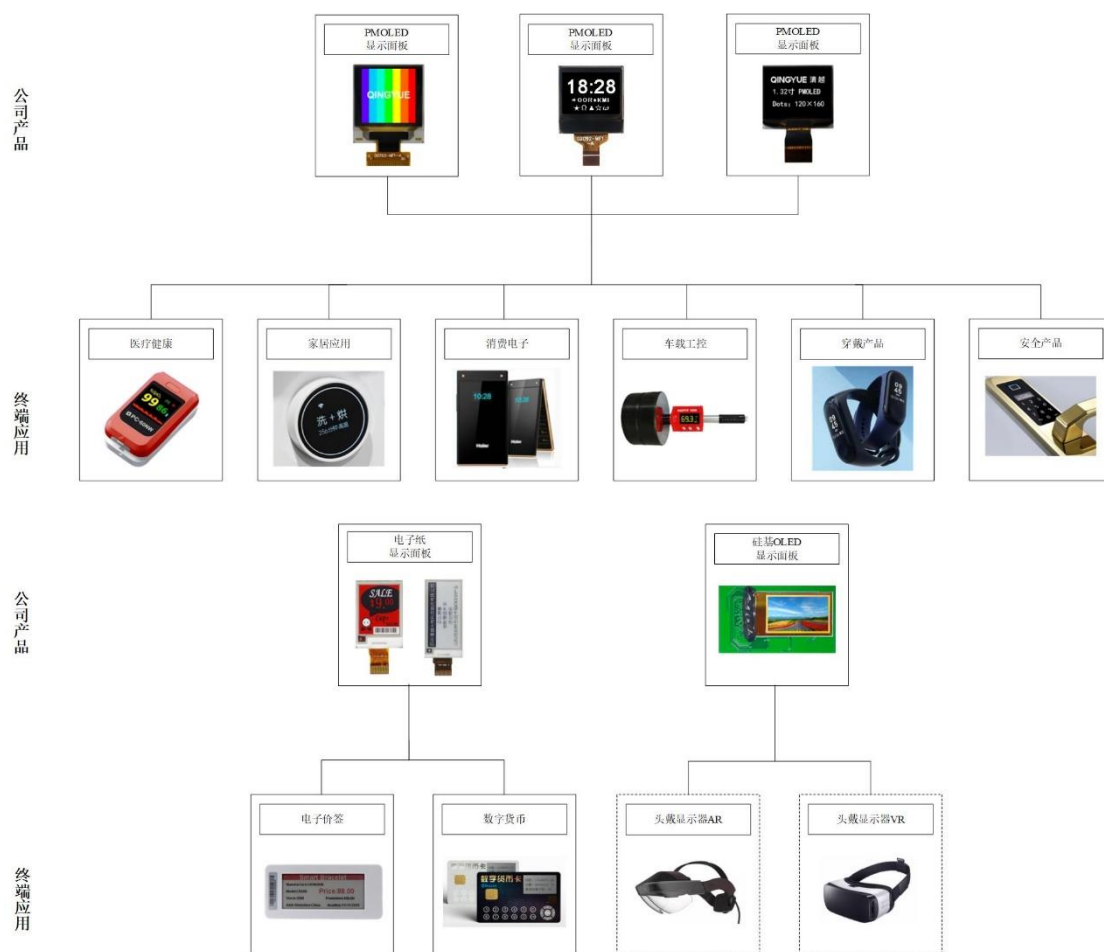 公司产品
PMOLED
显示面板
QINGYUE
PMOLED
显示面板
18:28
PMOLED
显示面板
QINGYUE 清越
1.32寸 PMOLED
Dots: 120×160
终端应用
医疗健康
99
家居应用
洗+烘
消费电子
10:28
Haier
车载工控
69.3
穿戴产品
安全产品
公司产品
电子纸
显示面板
SALE
硅基OLED
显示面板
终端应用
电子价签
Smart Bracelet
数字货币
数字货币卡
头戴显示器AR
头戴显示器VR